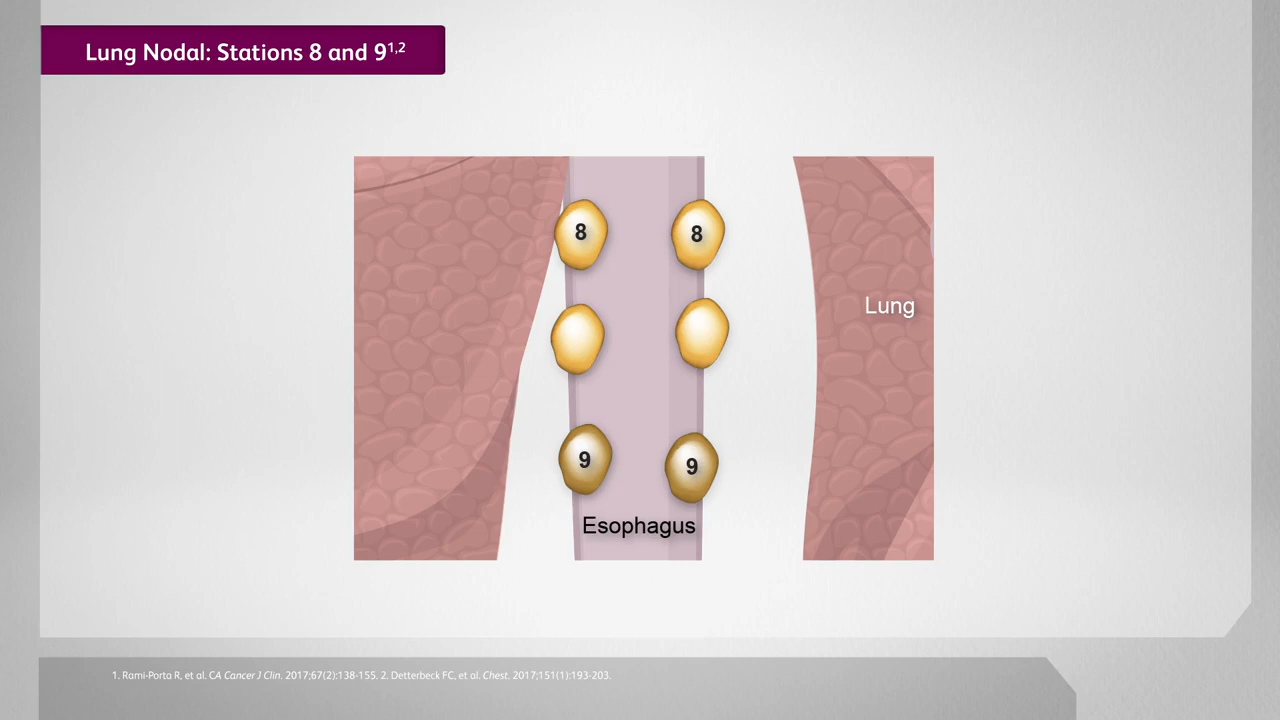 Lung Nodal: Stations 8 and 91,2
8 8
Lung
9 9
Esophagus
1. Rami-Porta R, et al. CA Cancer J Clin. 2017;67(2):138-155. 2. Detterbeck FC, et al. Chest. 2017;151(1):193-203.